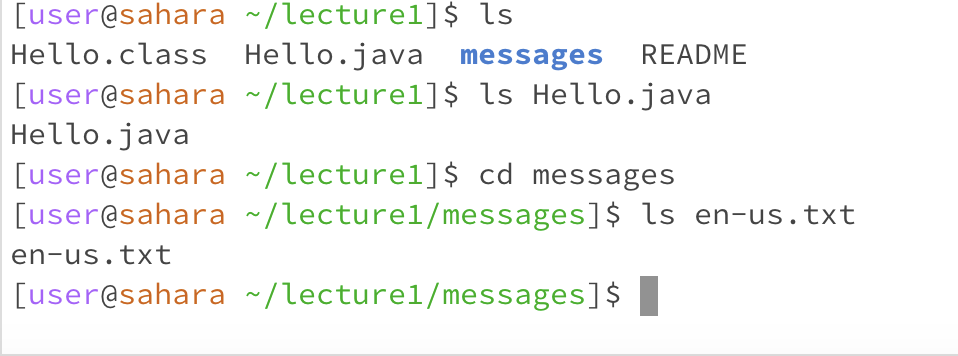 [user@sahara ~/lecture1]$ ls
Hello.class  Hello.java  messages  README
[user@sahara ~/lecture1]$ ls Hello.java
Hello.java
[user@sahara ~/lecture1]$ cd messages
[user@sahara ~/lecture1/messages]$ ls en-us.txt
en-us.txt
[user@sahara ~/lecture1/messages]$